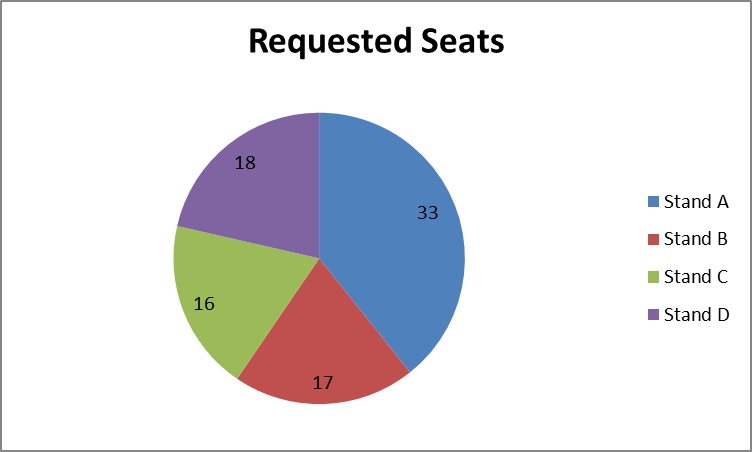 Requested Seats
18
33
16
17
Stand A
Stand B
Stand C
Stand D